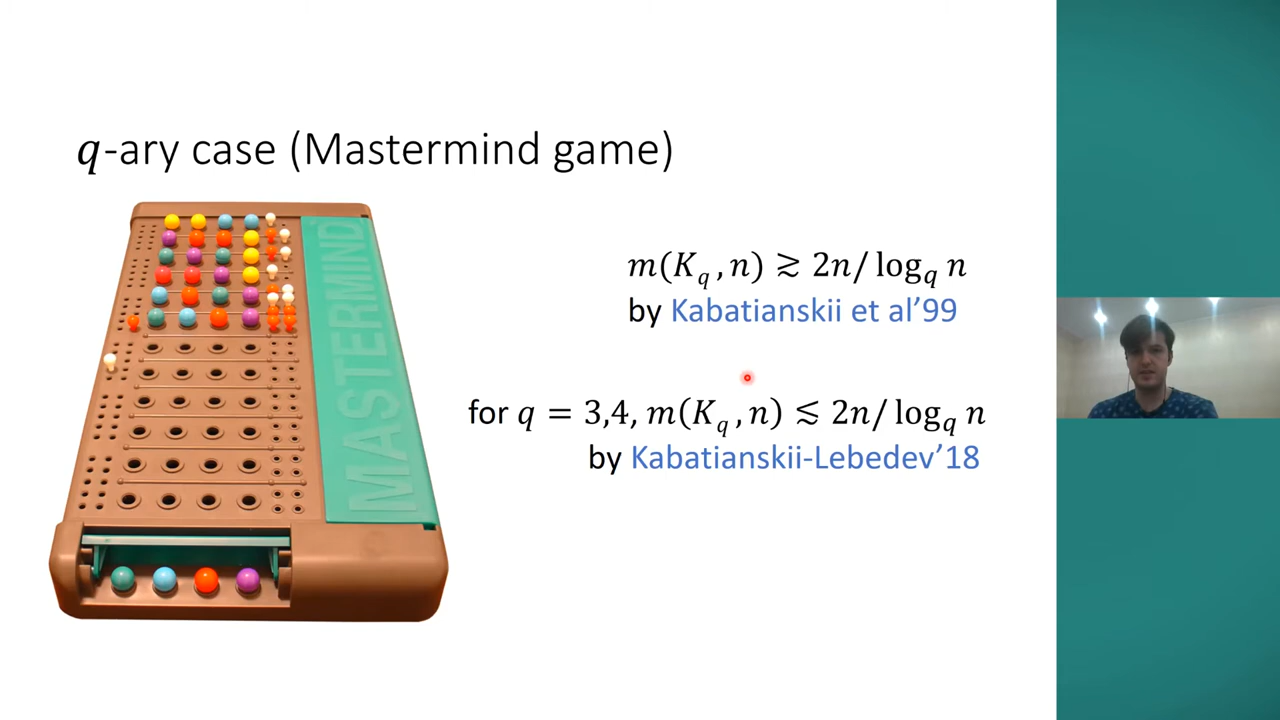 q-ary case (Mastermind game)
MASTERMIND
m(K_q, n) ≳ 2n/ log_q n
by Kabatianskii et al’99
for q = 3,4, m(K_q, n) ≲ 2n/ log_q n
by Kabatianskii-Lebedev’18